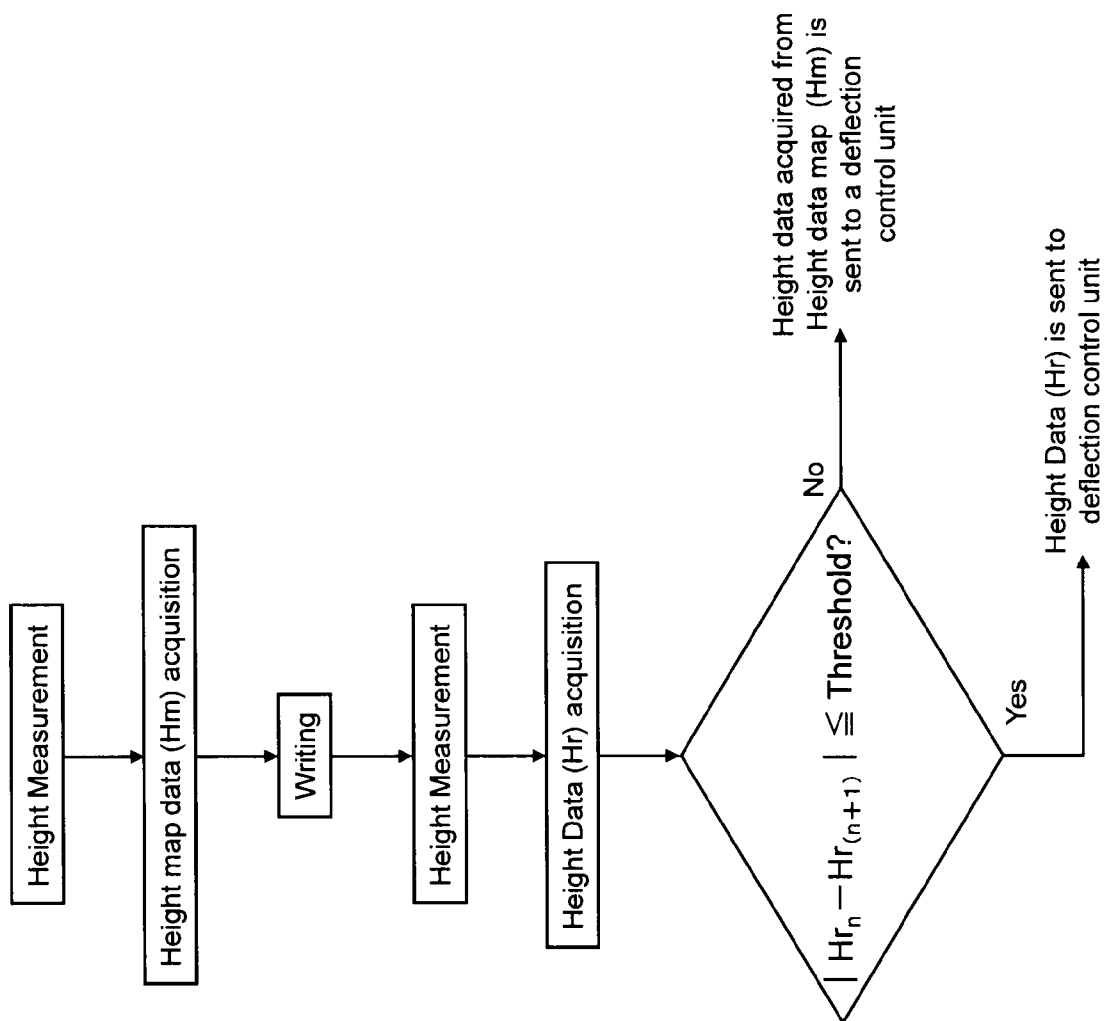 Height Measurement
Height map data (Hm) acquisition
Writing
Height Measurement
Height Data (Hr) acquisition
| Hrₙ − Hr₍ₙ₊₁₎ | ≦ Threshold?
No
Height data acquired from
Height data map (Hm) is
sent to a deflection
control unit
Yes
Height Data (Hr) is sent to
deflection control unit